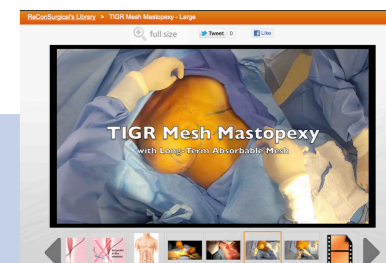 ReConSurgical's Library > TIGR Mesh Mastopexy - Large
full size
Tweet 0
Like
TIGR Mesh Mastopexy
with Long-Term Absorbable Mesh